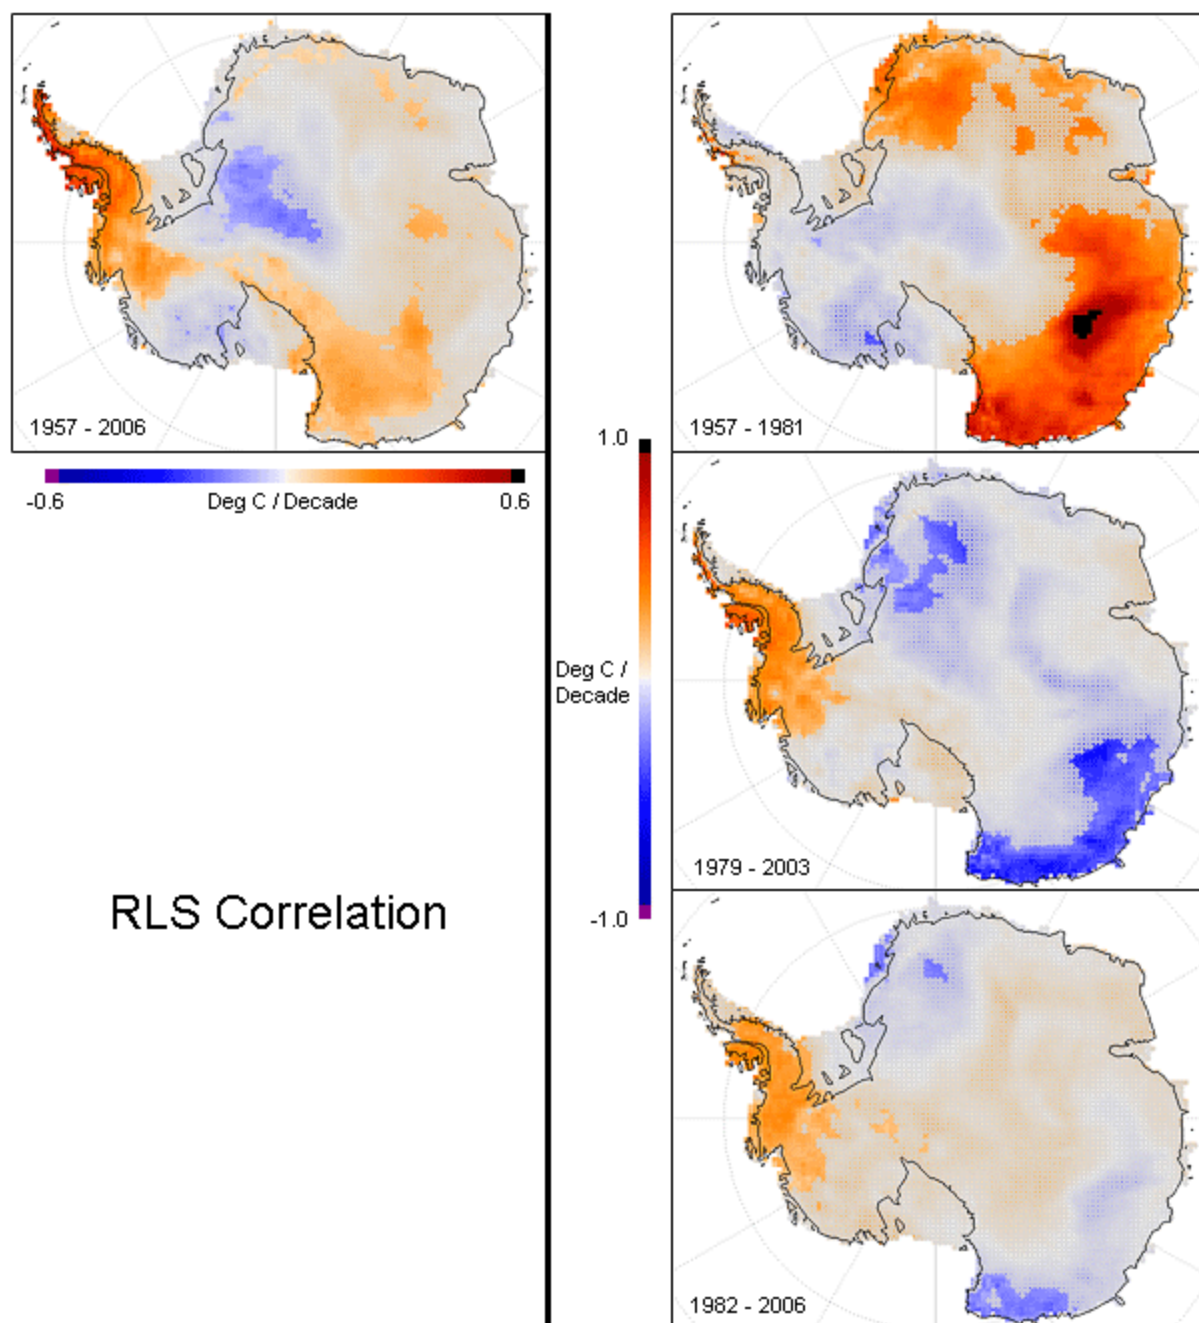 1957 - 2006
-0.6
Deg C / Decade
0.6
RLS Correlation
1.0
Deg C /
Decade
-1.0
1957 - 1981
1979 - 2003
1982 - 2006